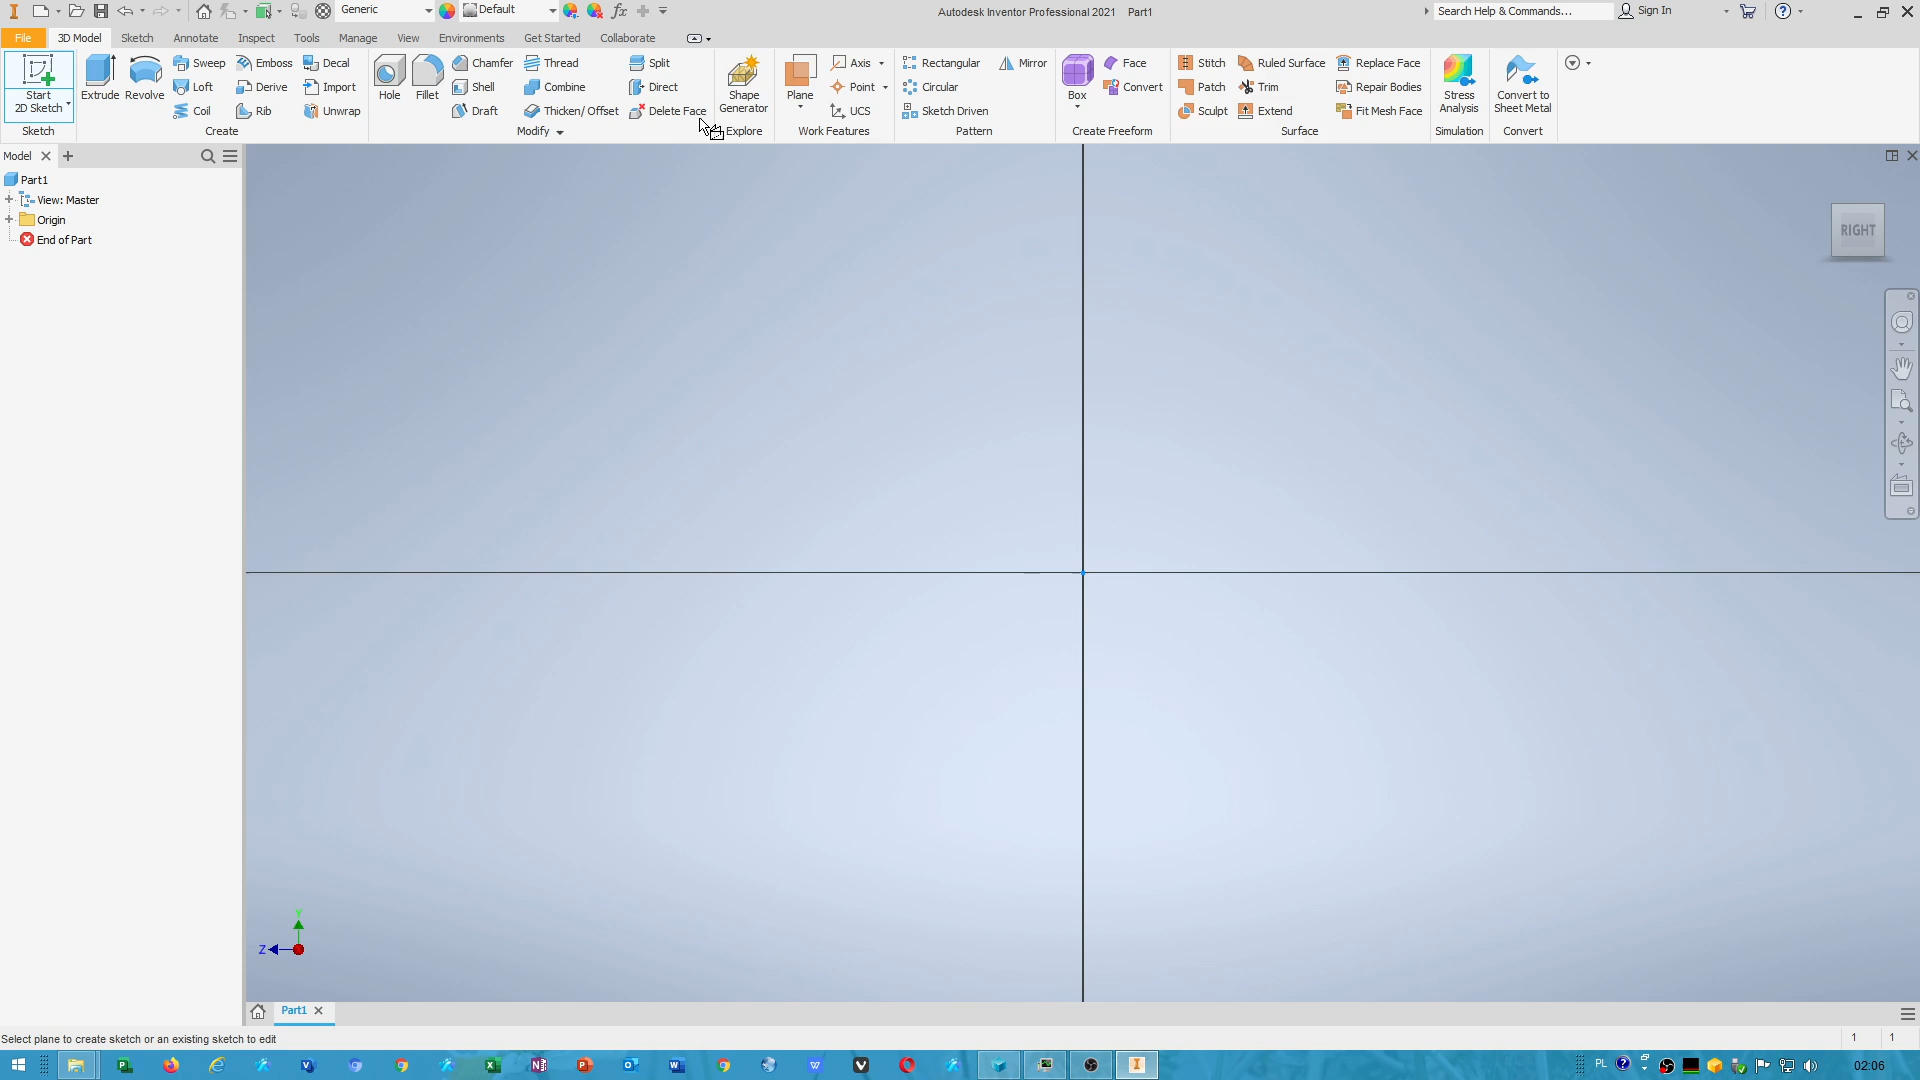 Generic
Default
Autodesk Inventor Professional 2021 Part1
Search Help & Commands...
Sign In
File
3D Model
Sketch
Annotate
Inspect
Tools
Manage
View
Environments
Get Started
Collaborate
Start
2D Sketch
Sketch
Extrude
Revolve
Sweep
Loft
Coil
Emboss
Derive
Rib
Decal
Import
Unwrap
Create
Hole
Fillet
Chamfer
Shell
Draft
Thread
Combine
Thicken/ Offset
Split
Direct
Delete Face
Modify
Shape
Generator
Explore
Plane
Axis
Point
UCS
Work Features
Rectangular
Circular
Sketch Driven
Mirror
Pattern
Box
Face
Convert
Create Freeform
Stitch
Patch
Sculpt
Ruled Surface
Trim
Extend
Replace Face
Repair Bodies
Fit Mesh Face
Surface
Stress
Analysis
Simulation
Convert to
Sheet Metal
Convert
Model
Part1
View: Master
Origin
End of Part
RIGHT
Y
Z
Part1
Select plane to create sketch or an existing sketch to edit
1 1
PL
02:06